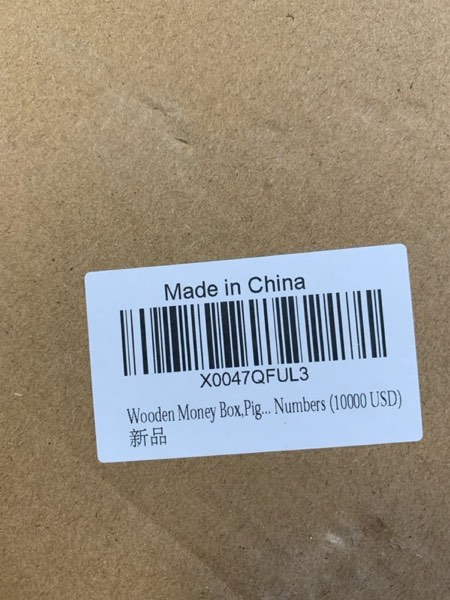 Made in China
X0047QFUL3
Wooden Money Box,Pig... Numbers (10000 USD)
新品